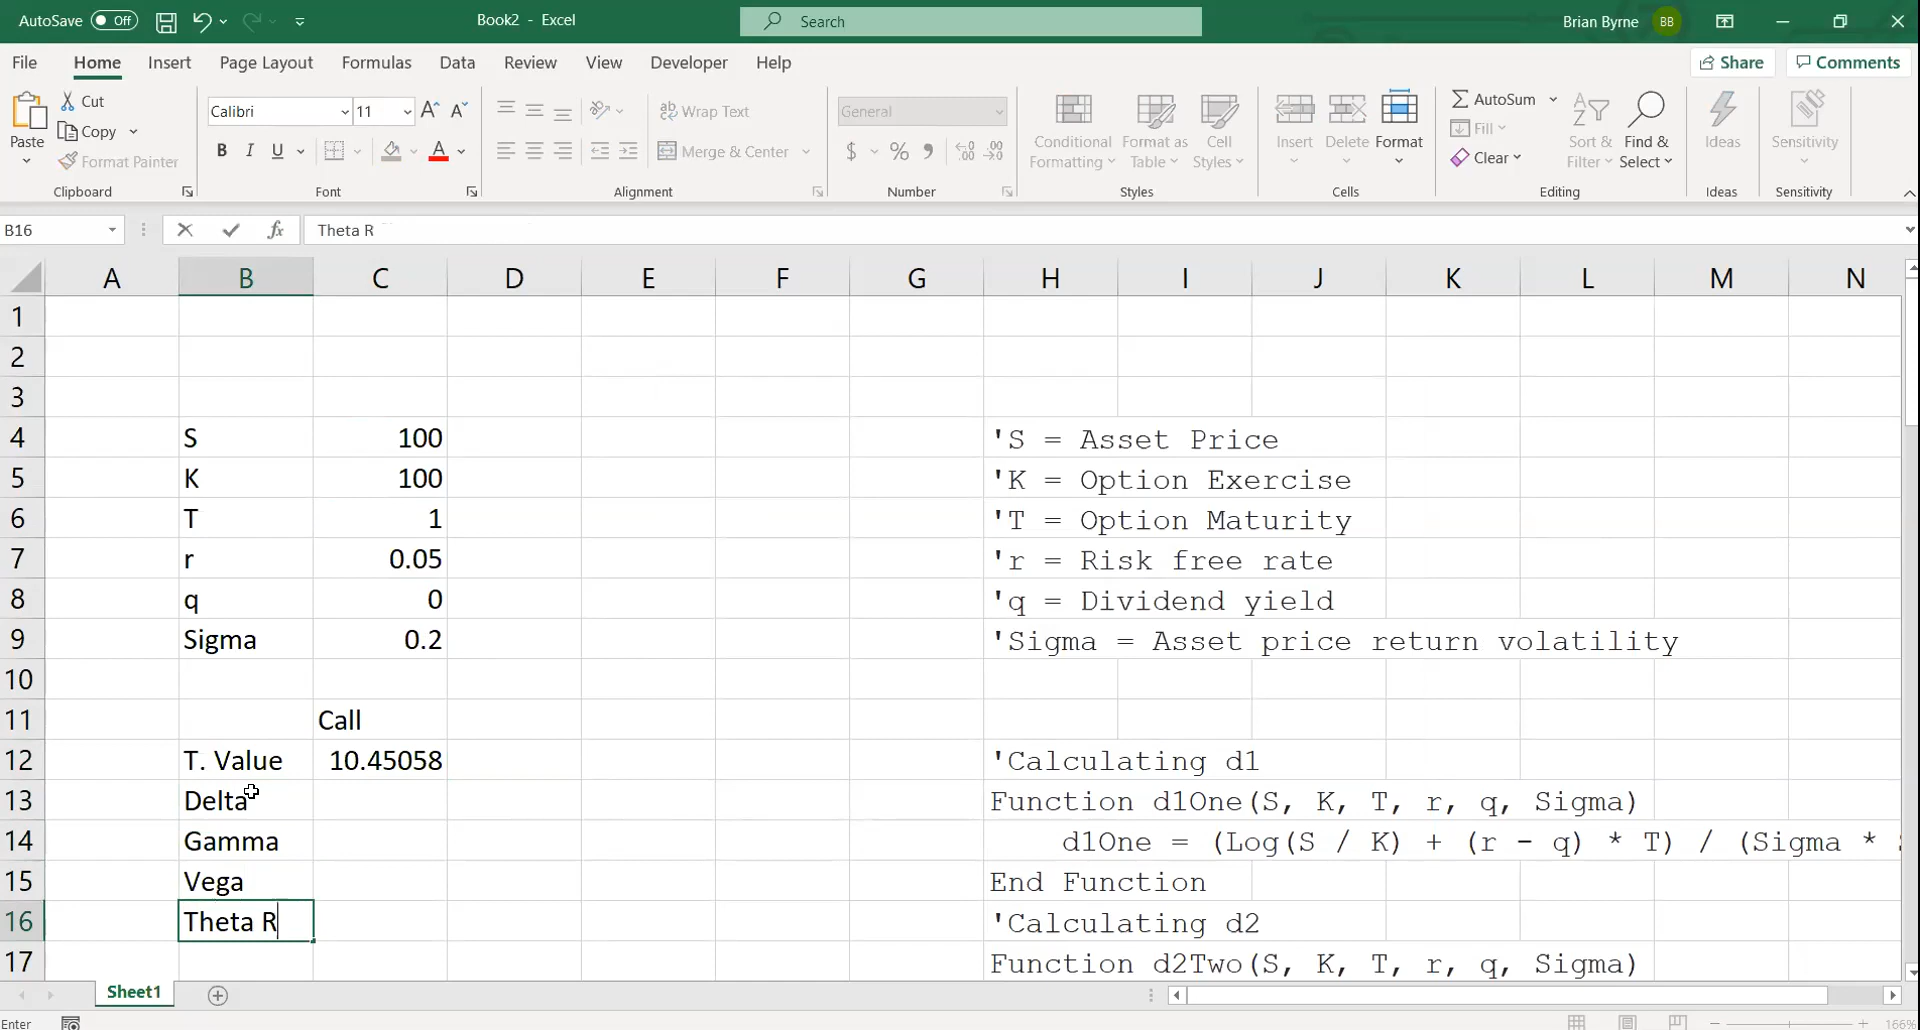 AutoSave Off Book2 - Excel Search Brian Byrne BB
File Home Insert Page Layout Formulas Data Review View Developer Help Share Comments
Paste Cut Copy Format Painter Clipboard
Calibri 11 A A B I U A Font
Wrap Text Merge & Center Alignment
General $ % Number
Conditional Formatting Format as Table Cell Styles Styles
Insert Delete Format Cells
AutoSum Fill Clear Sort & Filter Find & Select Editing
Ideas Ideas
Sensitivity Sensitivity
B16 fx Theta R
A B C D E F G H I J K L M N
1
2
3
4 S 100 'S = Asset Price
5 K 100 'K = Option Exercise
6 T 1 'T = Option Maturity
7 r 0.05 'r = Risk free rate
8 q 0 'q = Dividend yield
9 Sigma 0.2 'Sigma = Asset price return volatility
10
11 Call
12 T. Value 10.45058 'Calculating d1
13 Delta Function d1One(S, K, T, r, q, Sigma)
14 Gamma d1One = (Log(S / K) + (r - q) * T) / (Sigma *
15 Vega End Function
16 Theta R 'Calculating d2
17 Function d2Two(S, K, T, r, q, Sigma)
Sheet1
Enter 166%